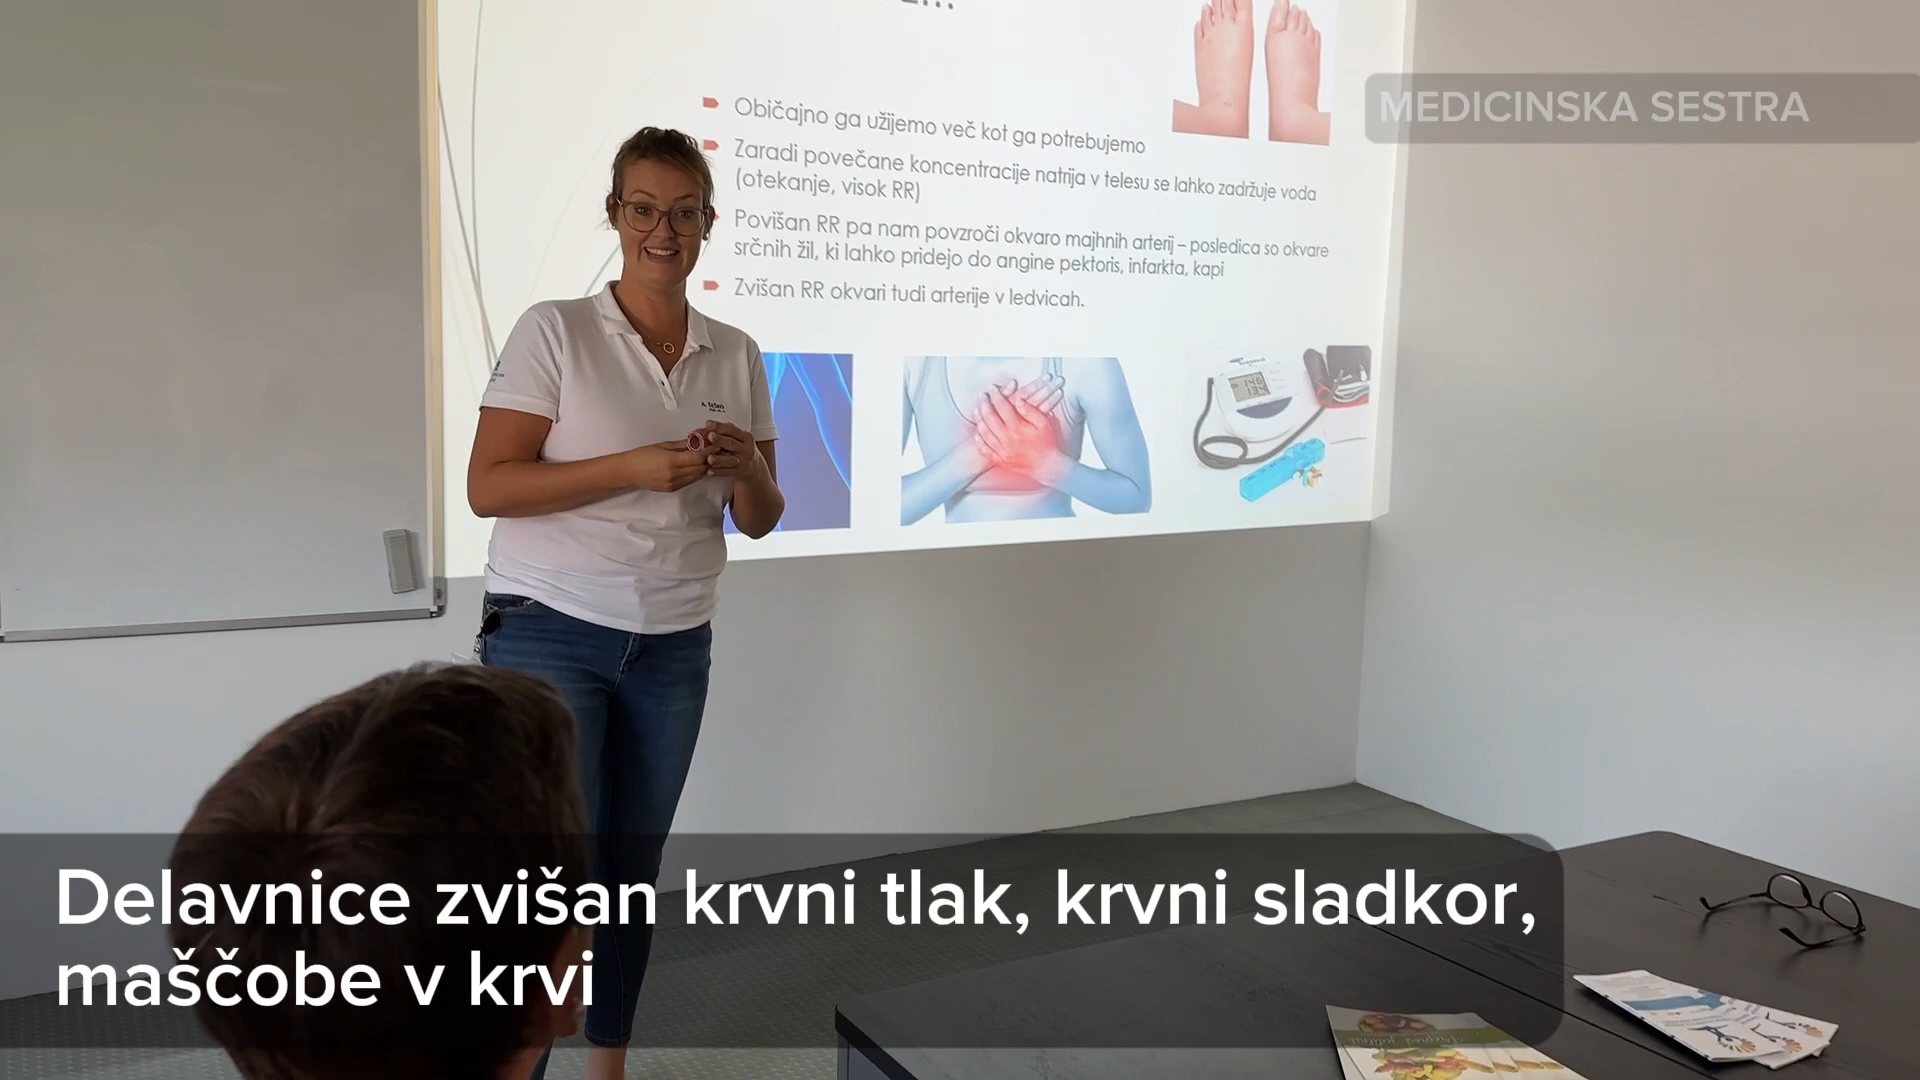 MEDICINSKA SESTRA
Običajno ga užijemo več kot ga potrebujemo
Zaradi povečane koncentracije natrija v telesu se lahko zadržuje voda
(otekanje, visok RR)
Povišan RR pa nam povzroči okvaro majhnih arterij – posledica so okvare
srčnih žil, ki lahko pridejo do angine pektoris, infarkta, kapi
Zvišan RR okvari tudi arterije v ledvicah.
Delavnice zvišan krvni tlak, krvni sladkor,
maščobe v krvi